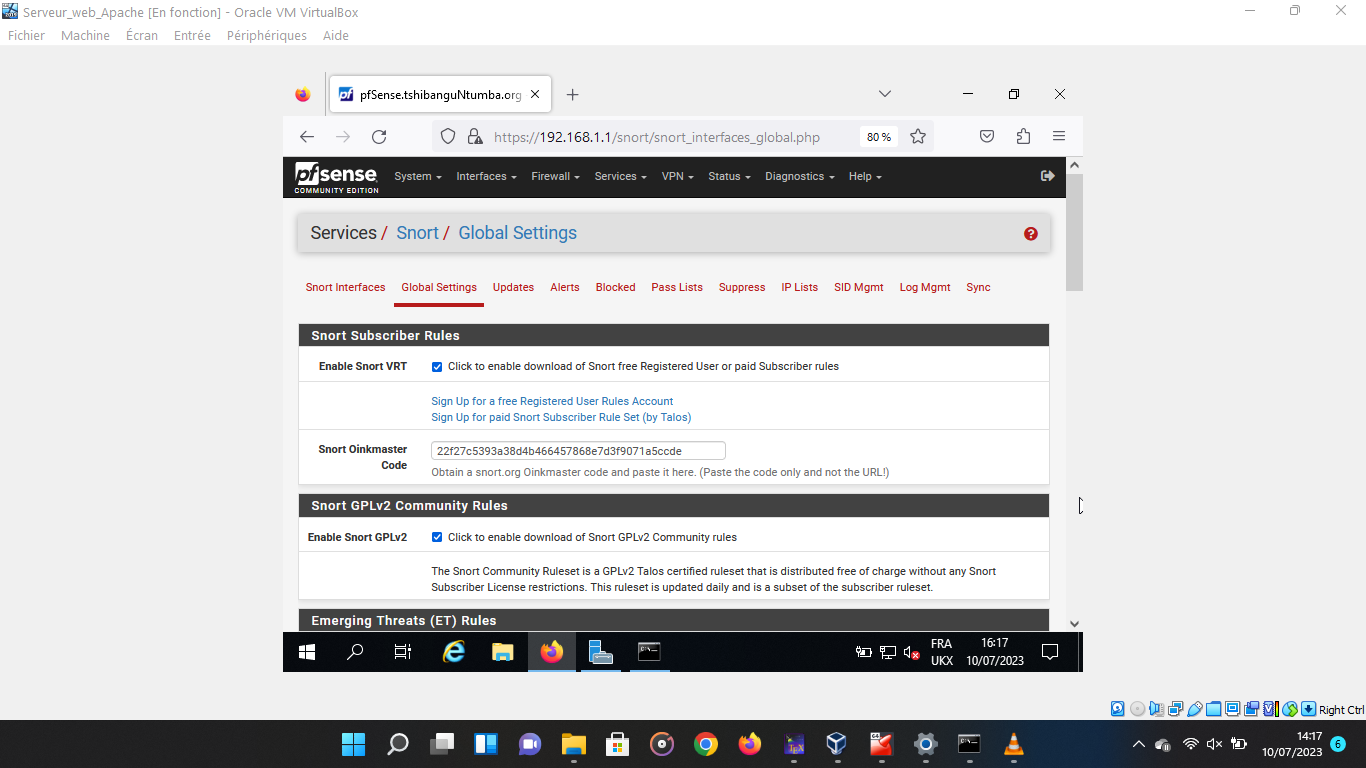 Serveur_web_Apache [En fonction] - Oracle VM VirtualBox
Fichier Machine Écran Entrée Périphériques Aide
pfSense.tshibanguNtumba.org
https://192.168.1.1/snort/snort_interfaces_global.php 80 %
pfsense
COMMUNITY EDITION
System Interfaces Firewall Services VPN Status Diagnostics Help
Services / Snort / Global Settings
Snort Interfaces Global Settings Updates Alerts Blocked Pass Lists Suppress IP Lists SID Mgmt Log Mgmt Sync
Snort Subscriber Rules
Enable Snort VRT Click to enable download of Snort free Registered User or paid Subscriber rules
Sign Up for a free Registered User Rules Account
Sign Up for paid Snort Subscriber Rule Set (by Talos)
Snort Oinkmaster Code 22f27c5393a38d4b466457868e7d3f9071a5ccde
Obtain a snort.org Oinkmaster code and paste it here. (Paste the code only and not the URL!)
Snort GPLv2 Community Rules
Enable Snort GPLv2 Click to enable download of Snort GPLv2 Community rules
The Snort Community Ruleset is a GPLv2 Talos certified ruleset that is distributed free of charge without any Snort
Subscriber License restrictions. This ruleset is updated daily and is a subset of the subscriber ruleset.
Emerging Threats (ET) Rules
FRA 16:17
UKX 10/07/2023
Right Ctrl
14:17
10/07/2023 6